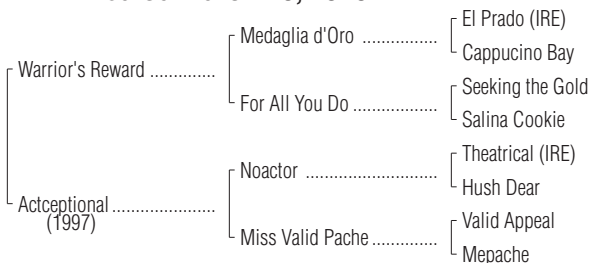 El Prado (IRE)
Medaglia d'Oro ...............
Cappucino Bay
Warrior's Reward .............
Seeking the Gold
For All You Do .................
Salina Cookie
Theatrical (IRE)
Noactor ..........................
Hush Dear
Actceptional ....................
(1997)
Valid Appeal
Miss Valid Pache .............
Mepache